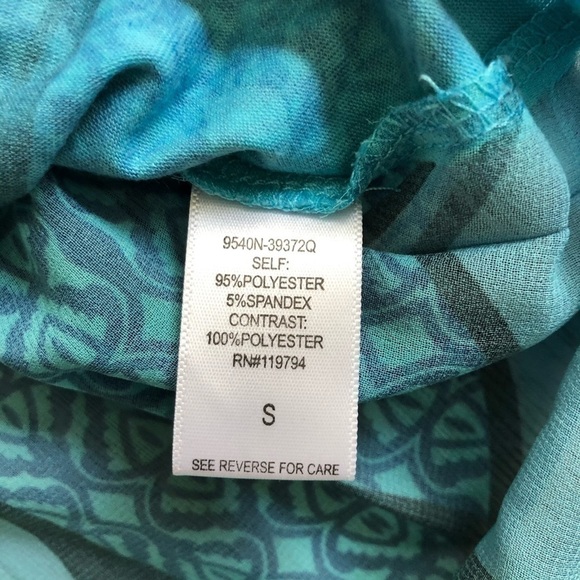 9540N-39372Q
SELF:
95%POLYESTER
5%SPANDEX
CONTRAST:
100%POLYESTER
RN#119794
S
SEE REVERSE FOR CARE